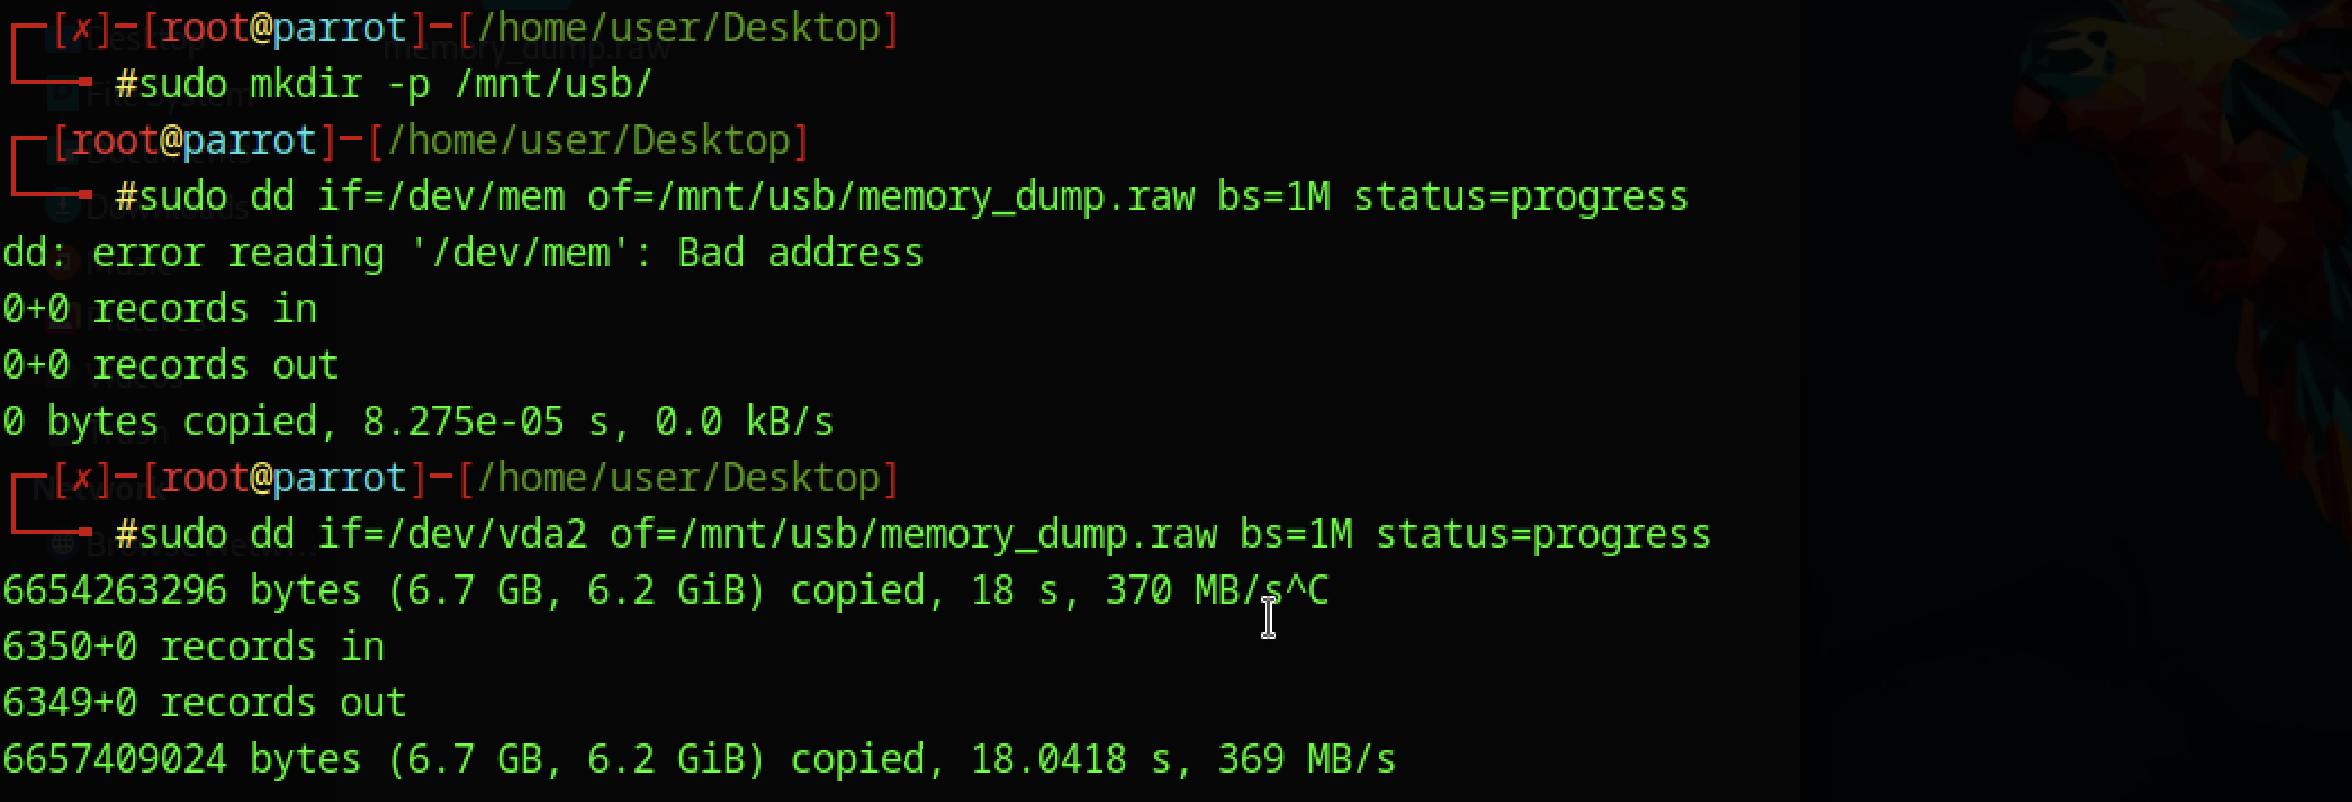 [✗]─[root@parrot]─[/home/user/Desktop]
#sudo mkdir -p /mnt/usb/
[root@parrot]─[/home/user/Desktop]
#sudo dd if=/dev/mem of=/mnt/usb/memory_dump.raw bs=1M status=progress
dd: error reading '/dev/mem': Bad address
0+0 records in
0+0 records out
0 bytes copied, 8.275e-05 s, 0.0 kB/s
[✗]─[root@parrot]─[/home/user/Desktop]
#sudo dd if=/dev/vda2 of=/mnt/usb/memory_dump.raw bs=1M status=progress
6654263296 bytes (6.7 GB, 6.2 GiB) copied, 18 s, 370 MB/s^C
6350+0 records in
6349+0 records out
6657409024 bytes (6.7 GB, 6.2 GiB) copied, 18.0418 s, 369 MB/s